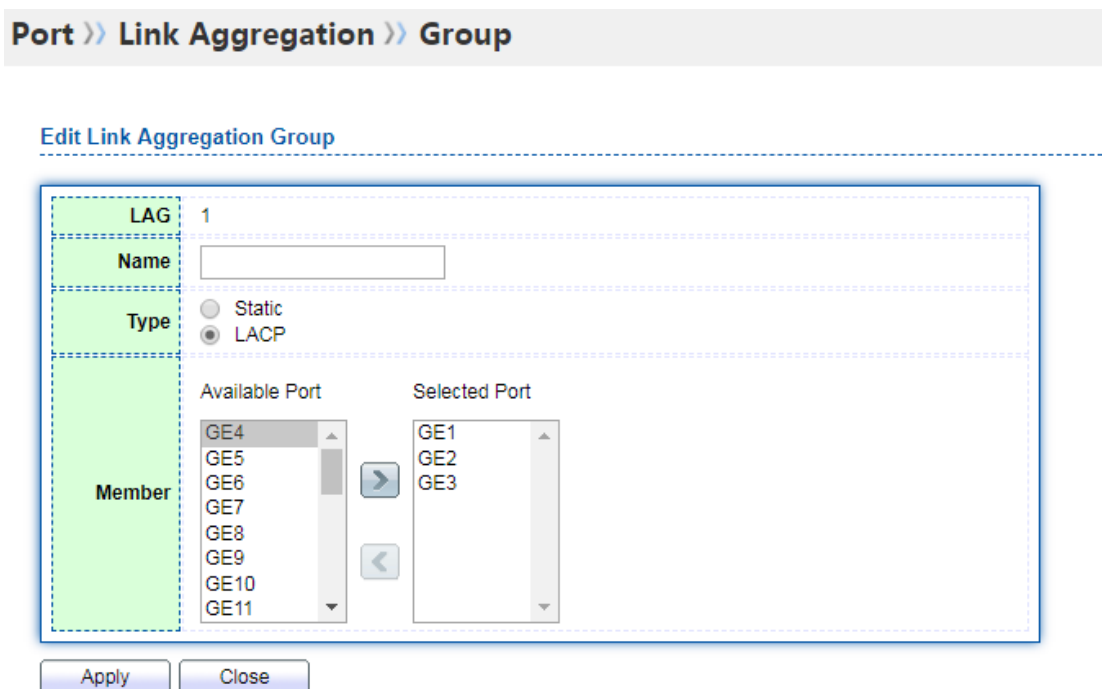 Port » Link Aggregation » Group
Edit Link Aggregation Group
LAG 1
Name
Type
Static
LACP
Member
Available Port
GE4
GE5
GE6
GE7
GE8
GE9
GE10
GE11
Selected Port
GE1
GE2
GE3
Apply Close